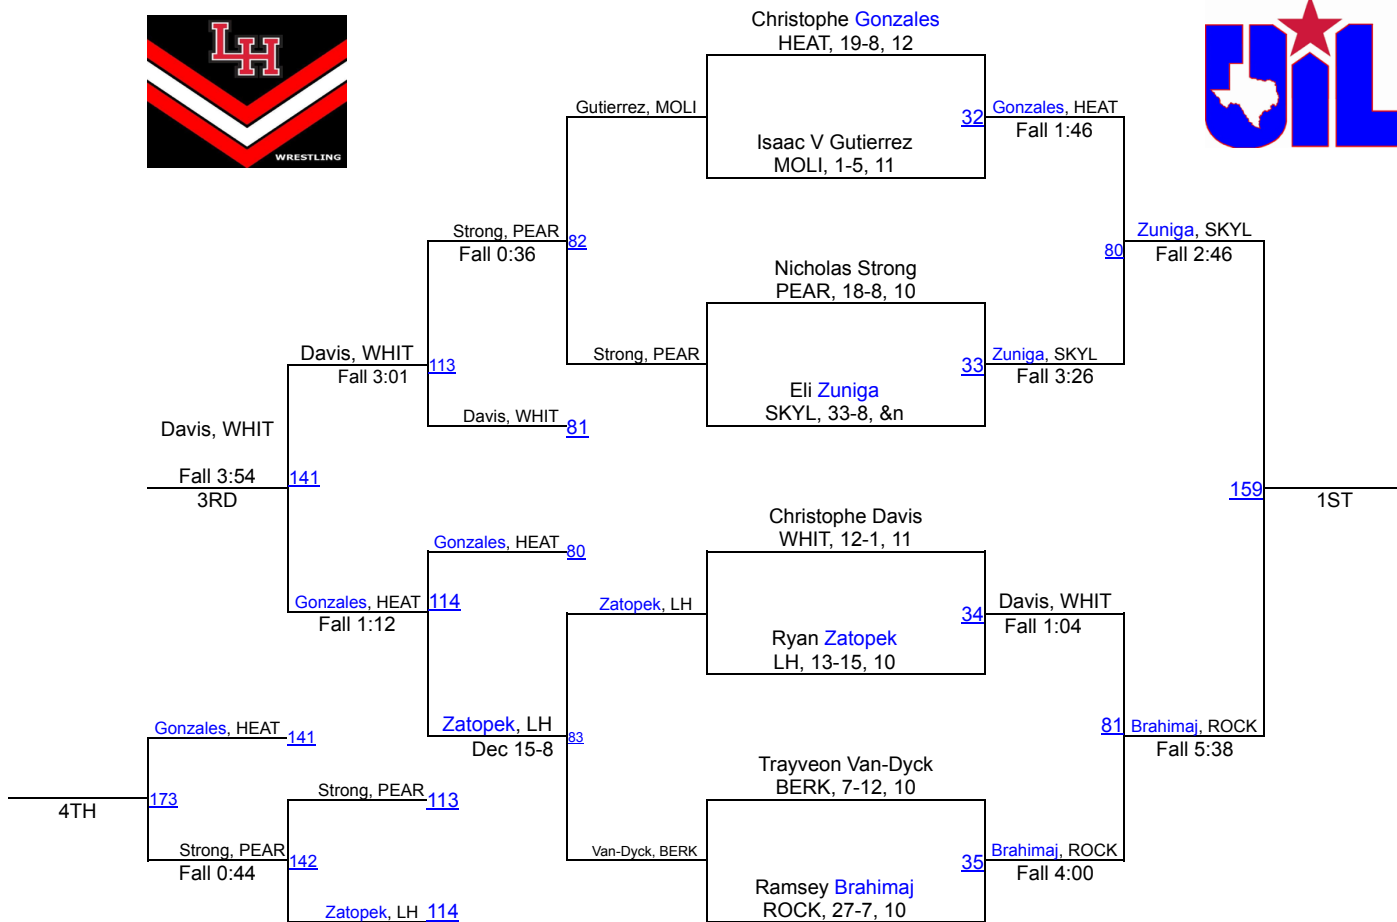 Christophe Gonzales
HEAT, 19-8, 12
LH
WRESTLING
UIL
Gutierrez, MOLI
32
Gonzales, HEAT
Fall 1:46
Isaac V Gutierrez
MOLI, 1-5, 11
Strong, PEAR
82
Fall 0:36
80
Zuniga, SKYL
Fall 2:46
Nicholas Strong
PEAR, 18-8, 10
Davis, WHIT
113
Fall 3:01
Strong, PEAR
33
Zuniga, SKYL
Fall 3:26
Eli Zuniga
SKYL, 33-8, &n
Davis, WHIT
81
Davis, WHIT
Fall 3:54
141
3RD
159
1ST
Christophe Davis
WHIT, 12-1, 11
Gonzales, HEAT
80
Gonzales, HEAT
114
Fall 1:12
Zatopek, LH
34
Davis, WHIT
Fall 1:04
Ryan Zatopek
LH, 13-15, 10
Gonzales, HEAT
141
Zatopek, LH
83
Dec 15-8
81
Brahimaj, ROCK
Fall 5:38
Trayveon Van-Dyck
BERK, 7-12, 10
Strong, PEAR
113
173
4TH
Strong, PEAR
142
Fall 0:44
Van-Dyck, BERK
35
Brahimaj, ROCK
Fall 4:00
Ramsey Brahimaj
ROCK, 27-7, 10
Zatopek, LH
114